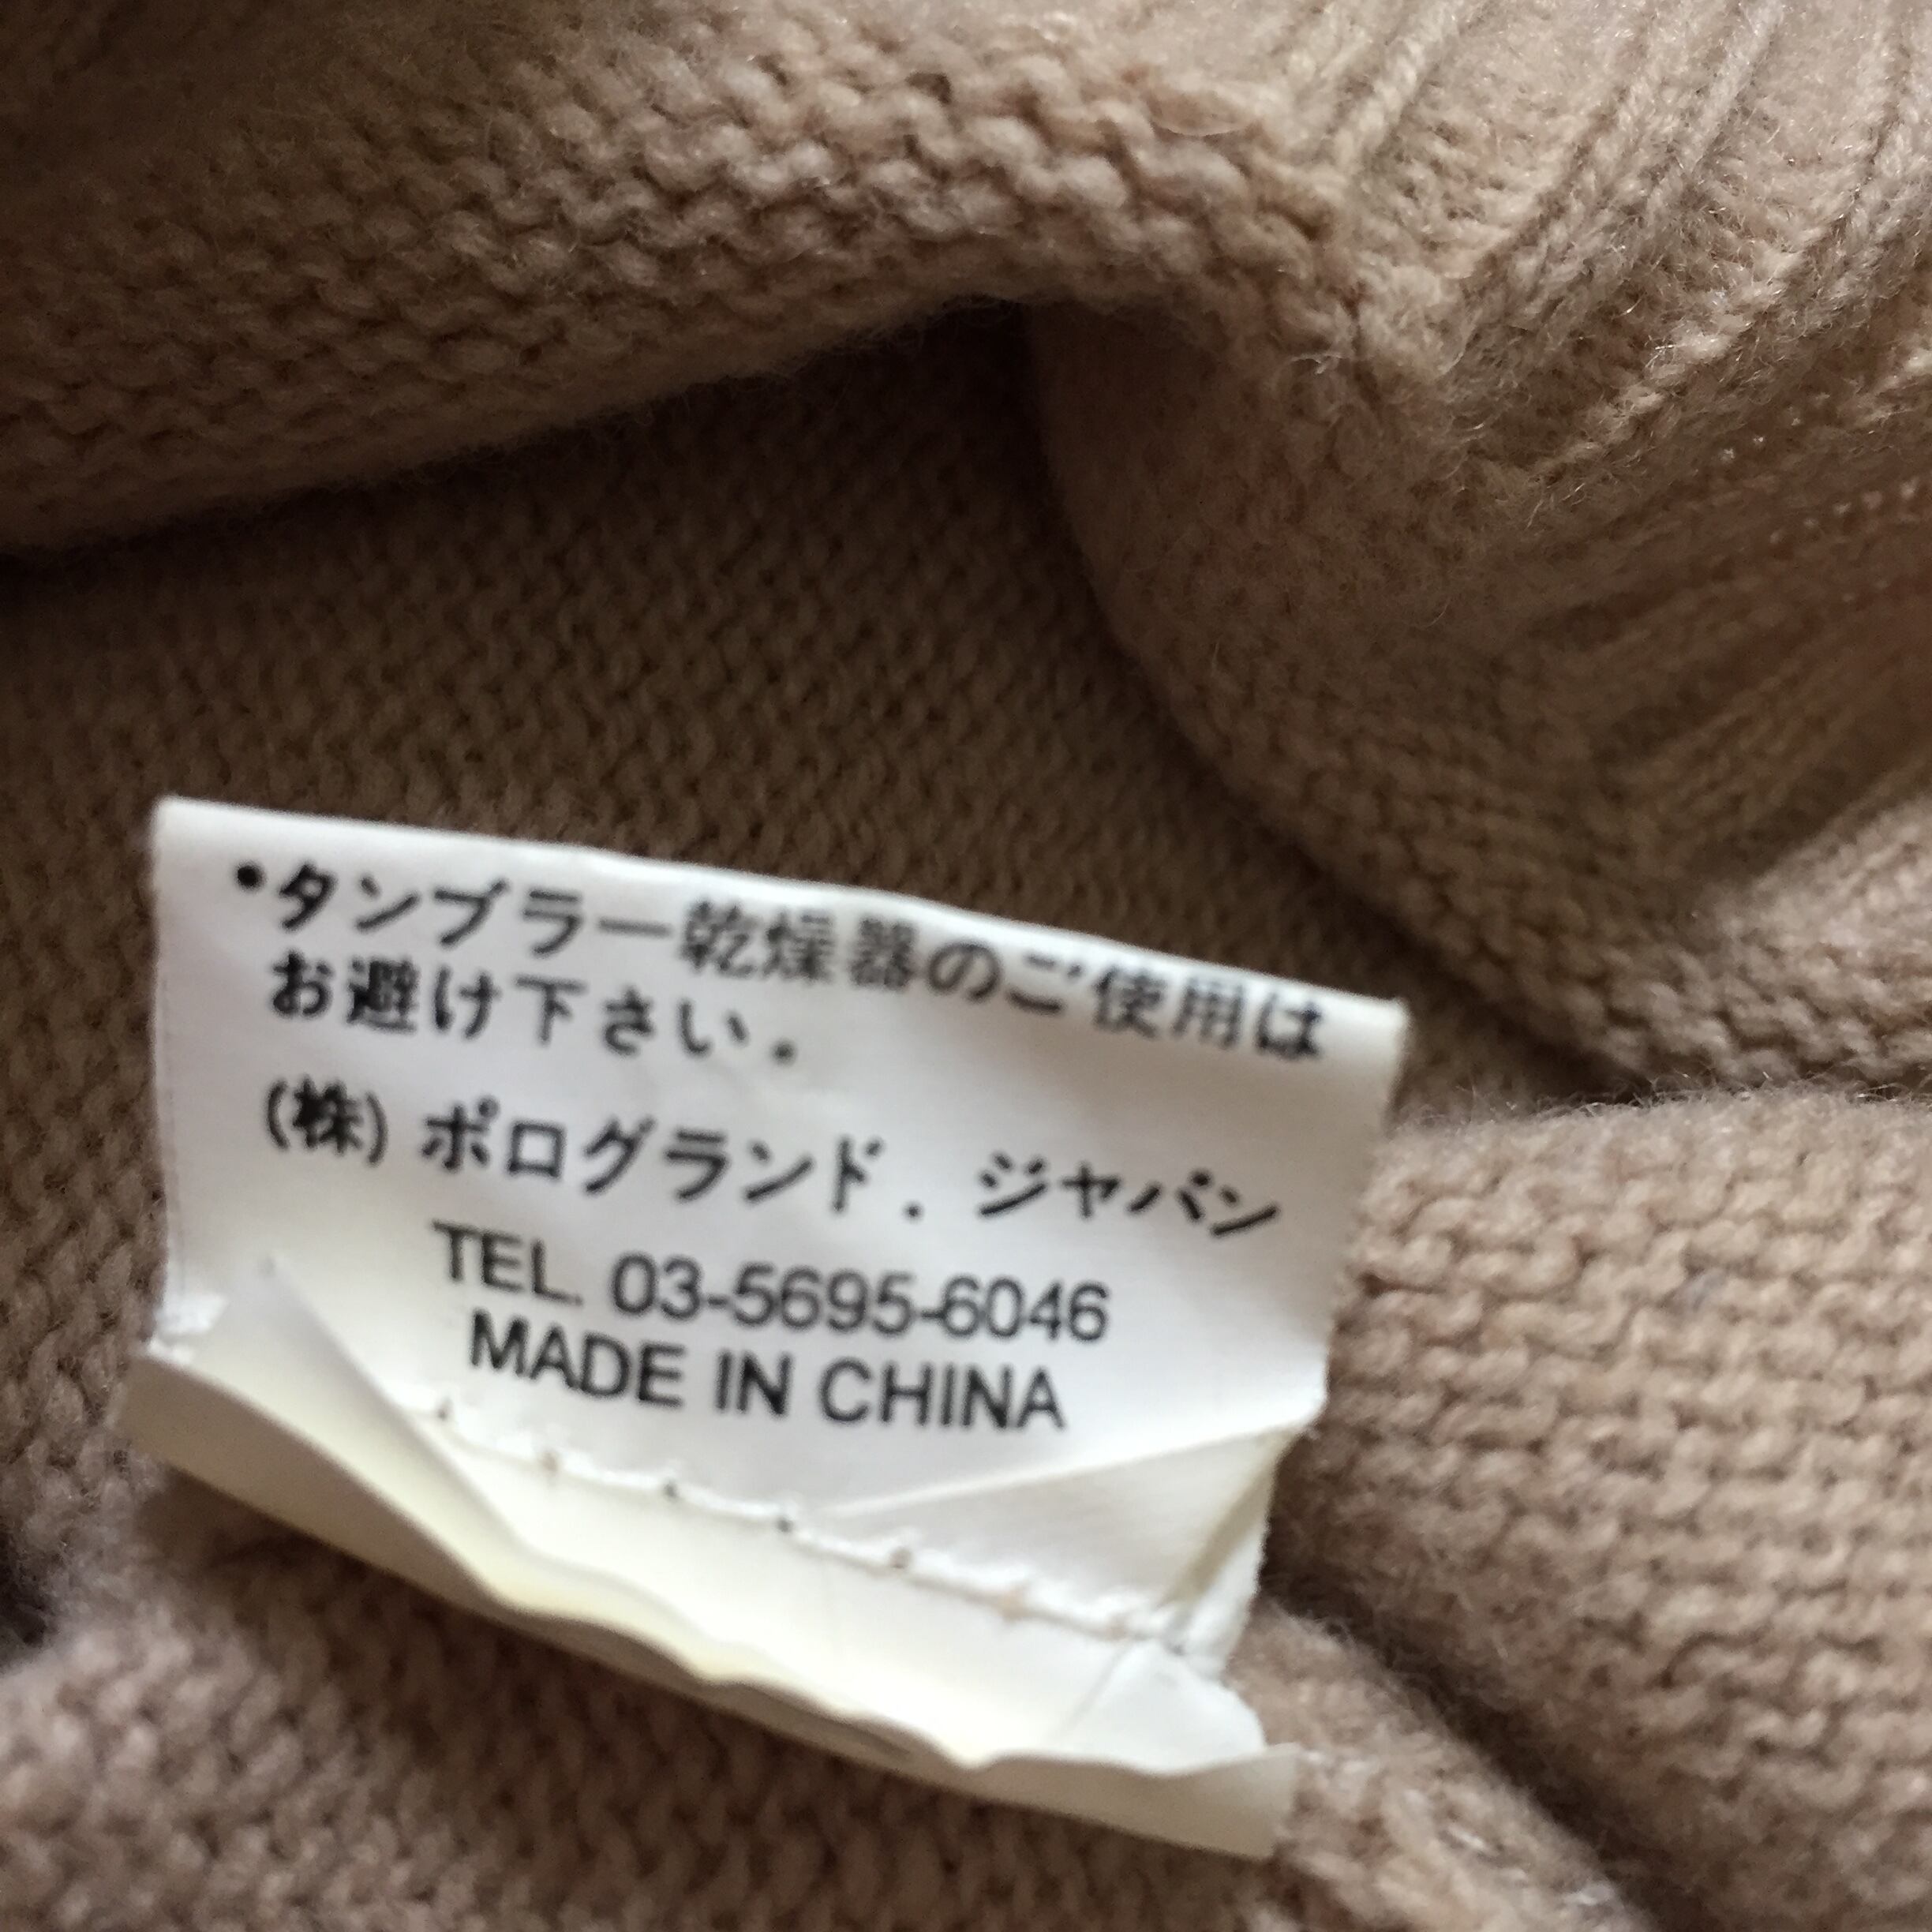 •タンブラー乾燥器のご使用は
お避け下さい。
(株) ポログランド．ジャパン
TEL. 03-5695-6046
MADE IN CHINA